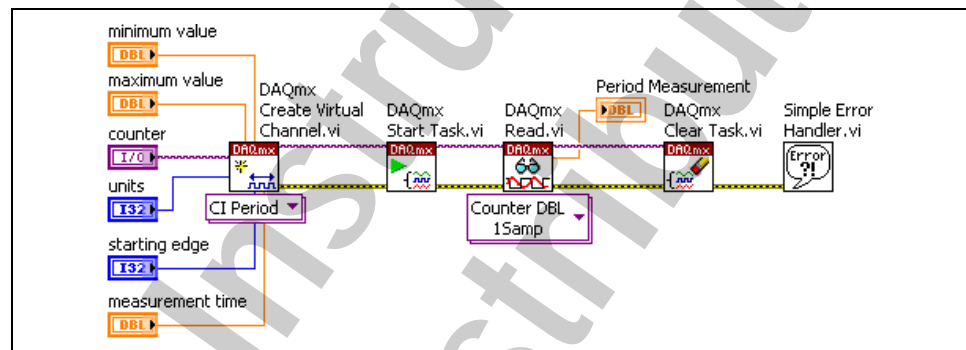 minimum value
DBL
maximum value
DBL
counter
I/O
units
I32
starting edge
I32
measurement time
DBL
DAQmx
Create Virtual
Channel.vi
DAQmx
CI Period
DAQmx
Start Task.vi
DAQmx
DAQmx
Read.vi
DAQmx
Counter DBL
1Samp
Period Measurement
DBL
DAQmx
Clear Task.vi
DAQmx
Simple Error
Handler.vi
Error
?!
Instru
stribut